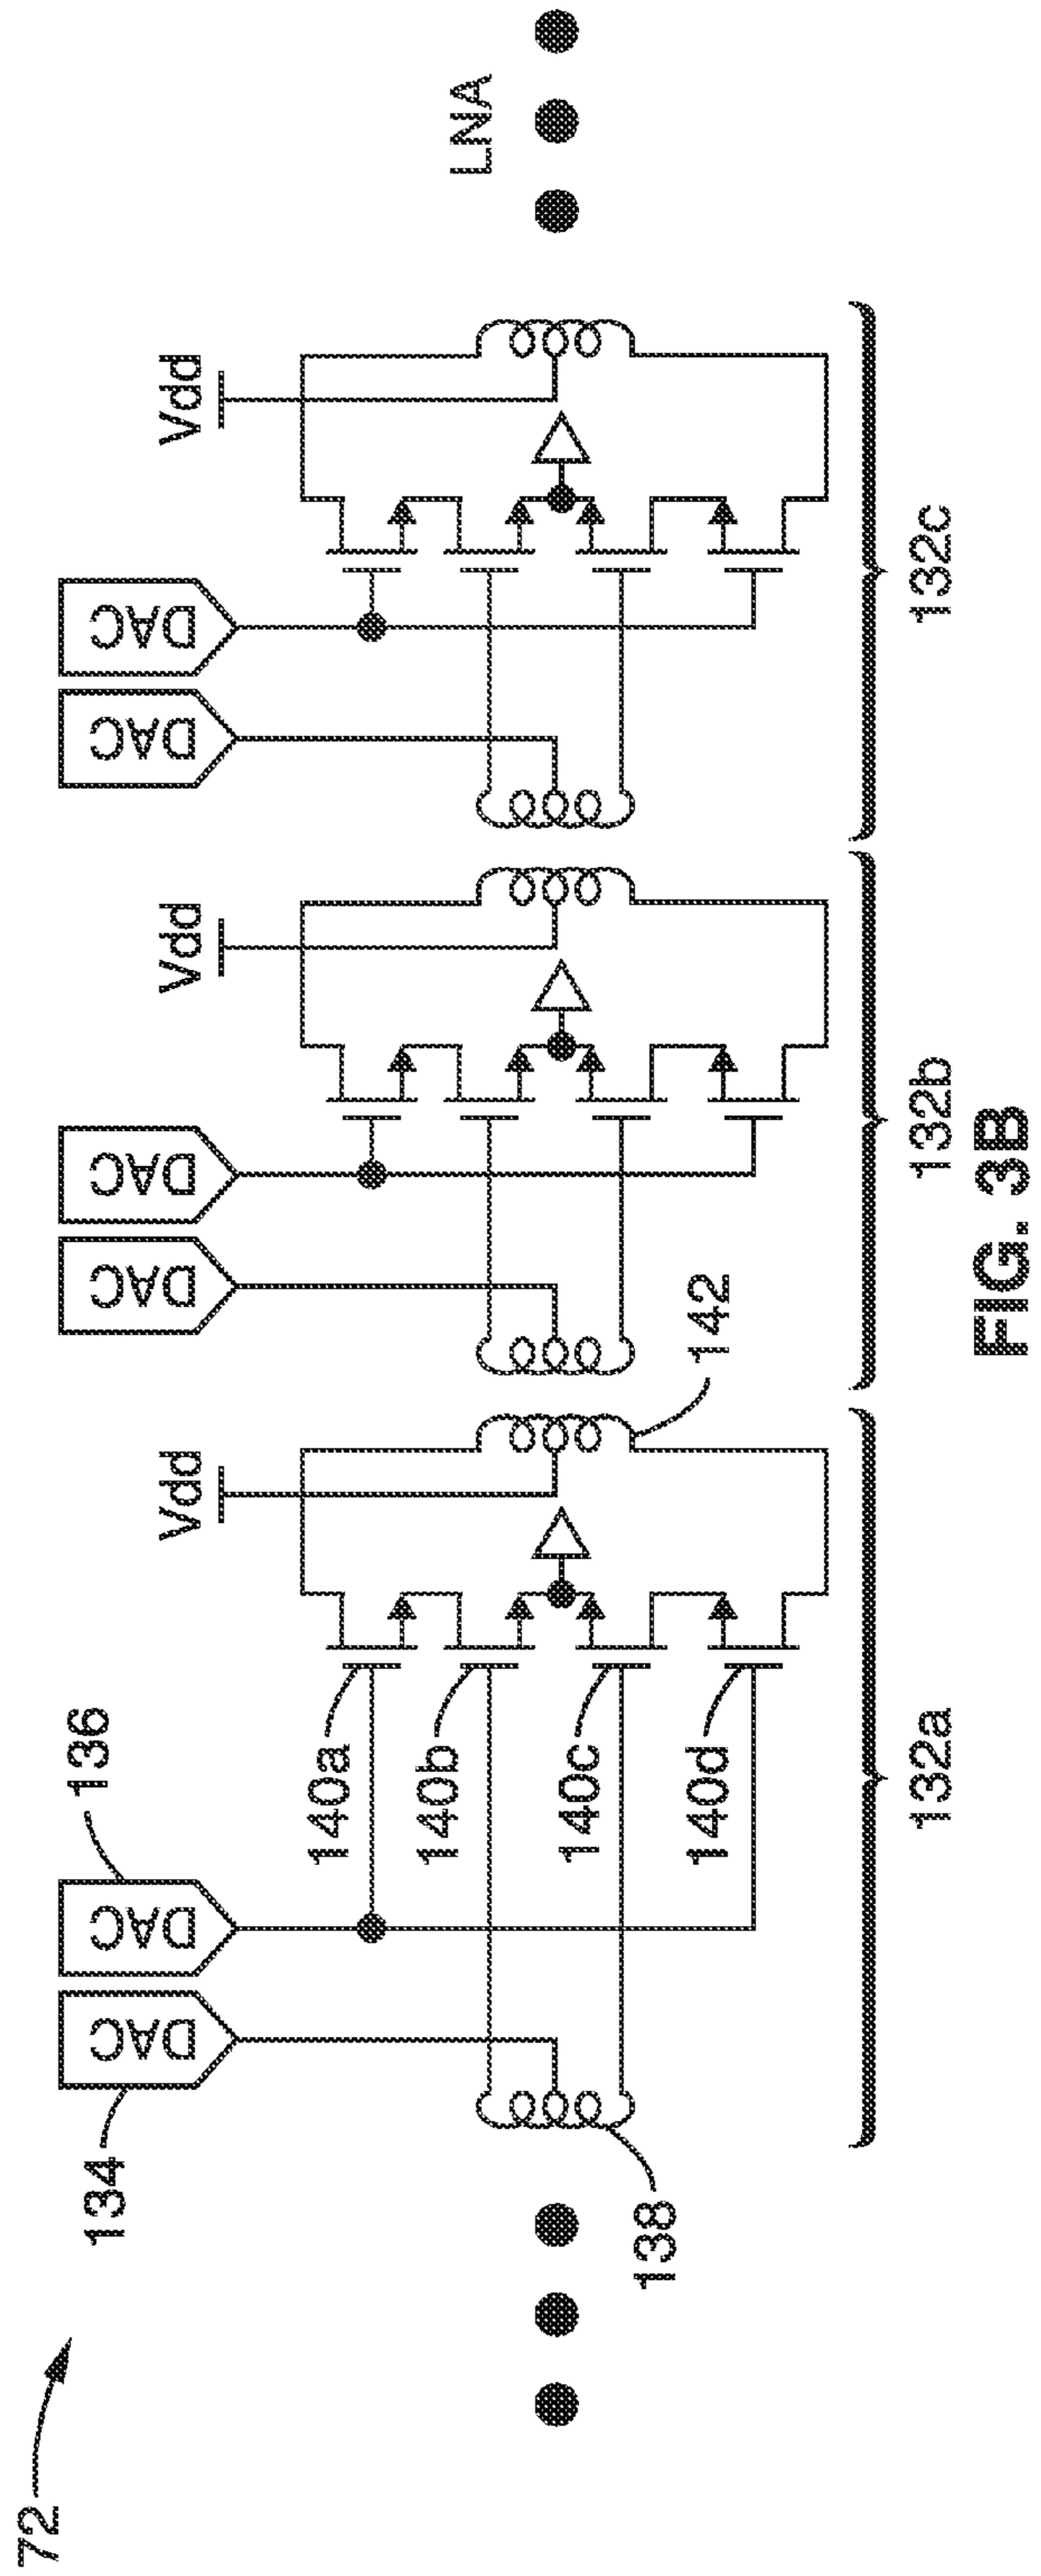 72
134
DAC
DAC
136
Vdd
DAC
DAC
Vdd
DAC
DAC
Vdd
LNA
138
140a
140b
140c
140d
142
132a
132b
132c
FIG. 3B